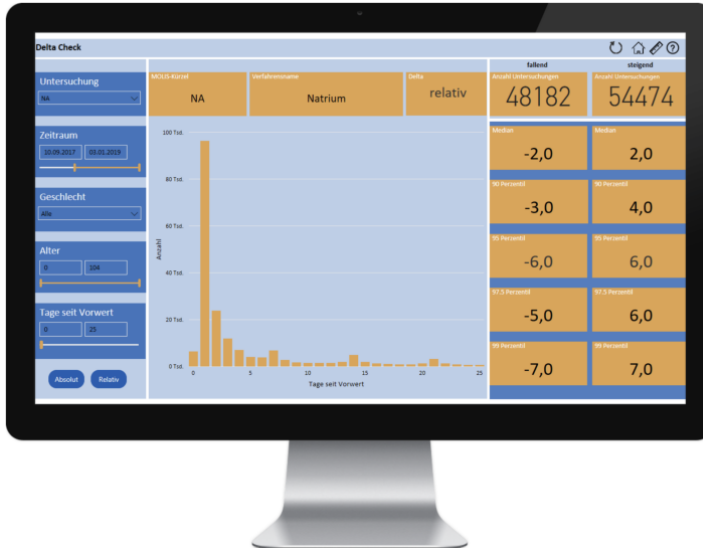 Delta Check
Untersuchung
NA
Zeitraum
10.09.2017 03.01.2019
Geschlecht
Alle
Alter
0 104
Tage seit Vorwert
0 25
Absolut Relativ
MOLIS-Kürzel
NA
Verfahrensname
Natrium
Delta
relativ
Anzahl
100 Tsd.
80 Tsd.
60 Tsd.
40 Tsd.
20 Tsd.
0 Tsd.
0 5 10 15 20 25
Tage seit Vorwert
fallend steigend
Anzahl Untersuchungen Anzahl Untersuchungen
48182 54474
Median Median
-2,0 2,0
90 Perzentil 90 Perzentil
-3,0 4,0
95 Perzentil 95 Perzentil
-6,0 6,0
97.5 Perzentil 97.5 Perzentil
-5,0 6,0
99 Perzentil 99 Perzentil
-7,0 7,0